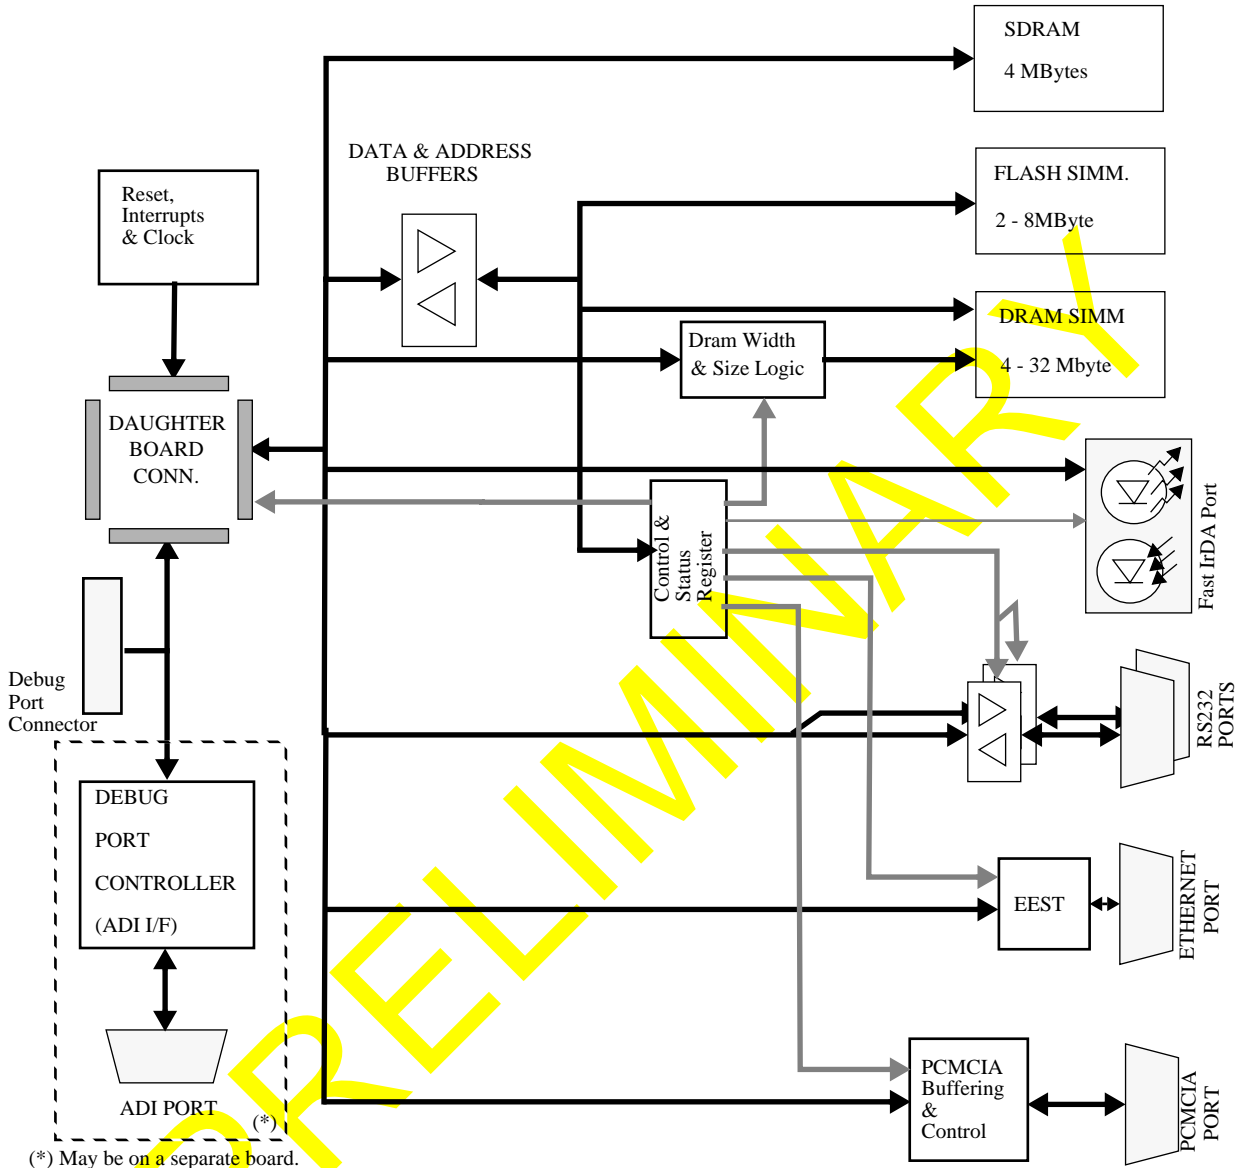 SDRAM
4 MBytes
DATA & ADDRESS
BUFFERS
FLASH SIMM.
2 - 8MByte
Reset,
Interrupts
& Clock
DRAM SIMM
4 - 32 Mbyte
Dram Width
& Size Logic
DAUGHTER
BOARD
CONN.
Control &
Status
Register
Fast IrDA Port
Debug
Port
Connector
RS232
PORTS
DEBUG
PORT
CONTROLLER
(ADI I/F)
EEST
ETHERNET
PORT
PCMCIA
Buffering
&
Control
PCMCIA
PORT
ADI PORT
(*)
(*) May be on a separate board.
PRELIMINARY